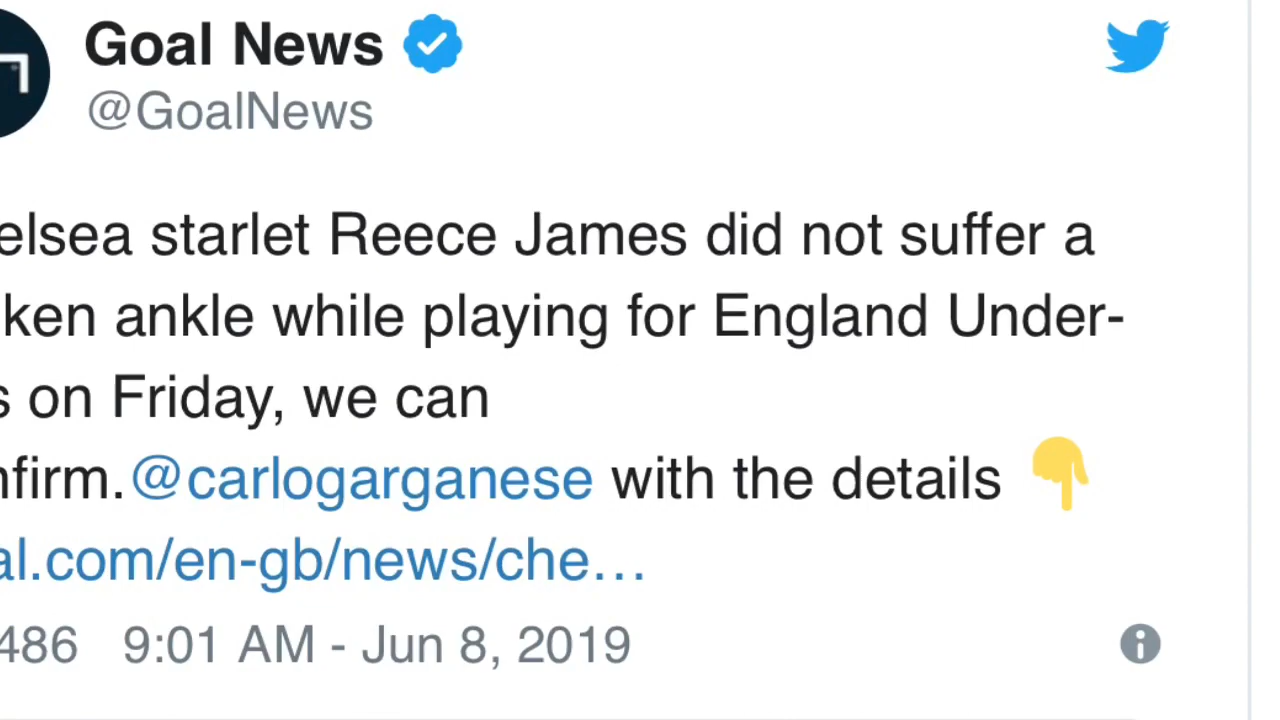 Goal News
@GoalNews
elsea starlet Reece James did not suffer a
ken ankle while playing for England Under-
s on Friday, we can
nfirm.@carlogarganese with the details 👇
al.com/en-gb/news/che…
486 9:01 AM - Jun 8, 2019